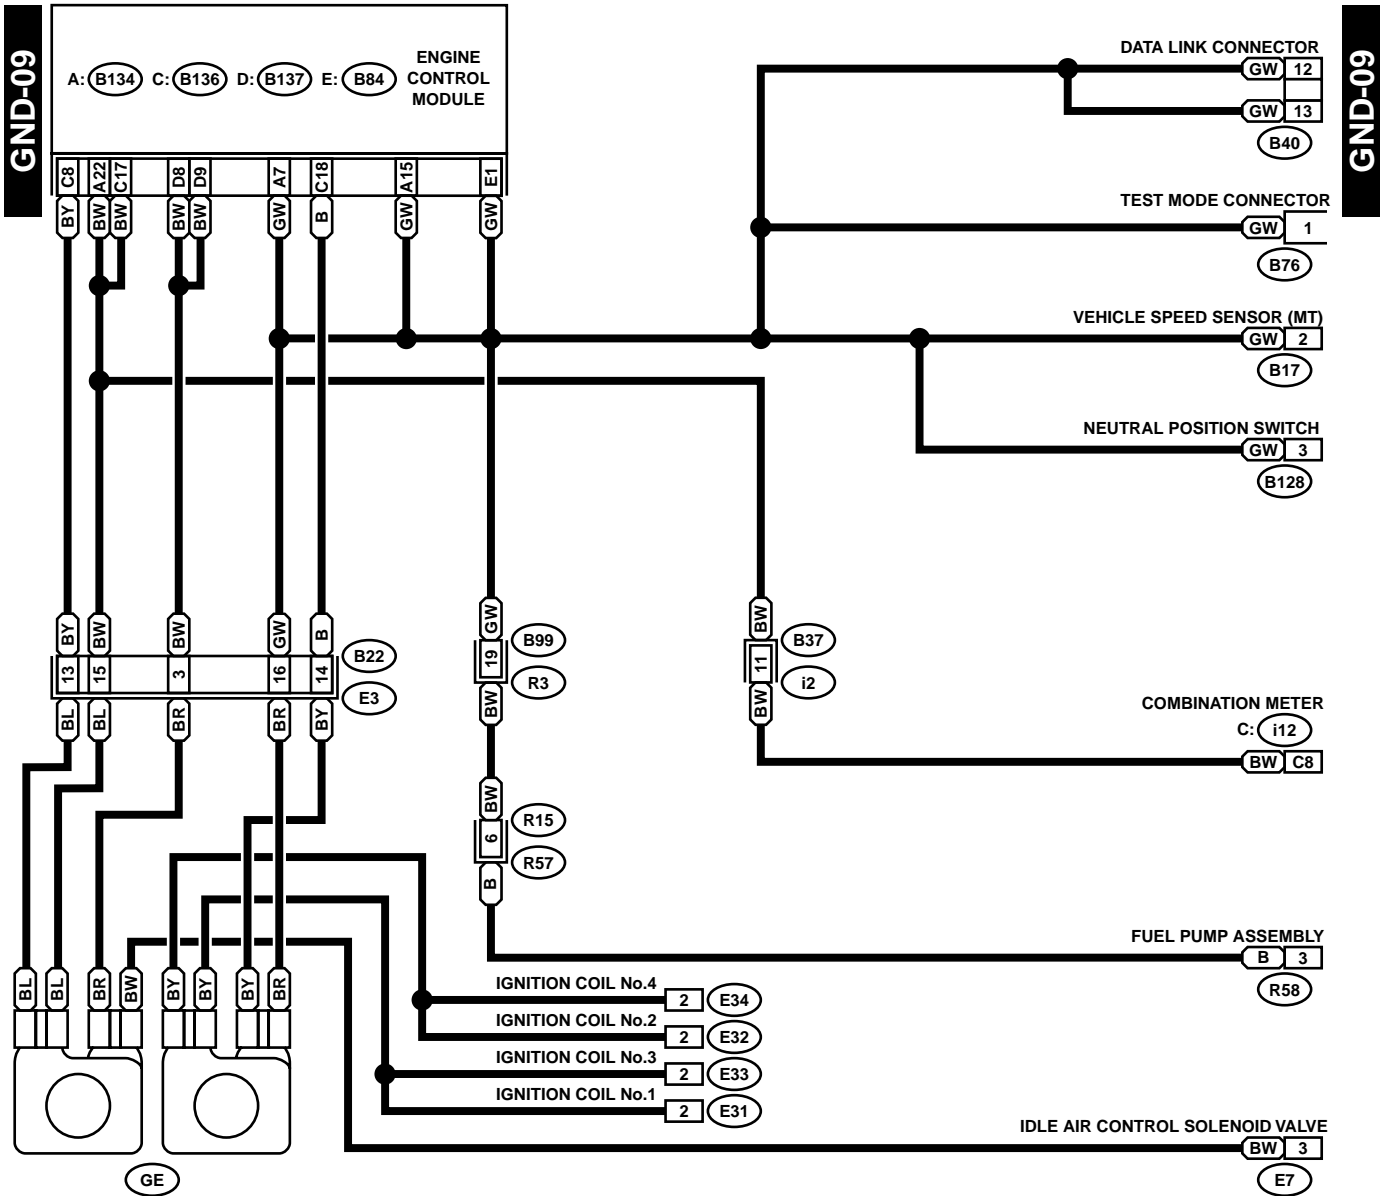 GND-09
GND-09
A: B134 C: B136 D: B137 E: B84
ENGINE
CONTROL
MODULE
C8 A22 C17 D8 D9 A7 C18 A15 E1
BY BW BW BW BW GW B GW GW
DATA LINK CONNECTOR
GW 12
GW 13
B40
TEST MODE CONNECTOR
GW 1
B76
VEHICLE SPEED SENSOR (MT)
GW 2
B17
NEUTRAL POSITION SWITCH
GW 3
B128
BY BW BW GW B
13 15 3 16 14
B22
E3
BL BL BR BR BY
GW
19
B99
R3
BW
BW
11
B37
i2
BW
COMBINATION METER
C: i12
BW C8
BW
6
R15
R57
B
FUEL PUMP ASSEMBLY
B 3
R58
BL BL BR BW BY BY BY BR
IGNITION COIL No.4
2 E34
IGNITION COIL No.2
2 E32
IGNITION COIL No.3
2 E33
IGNITION COIL No.1
2 E31
IDLE AIR CONTROL SOLENOID VALVE
BW 3
E7
GE